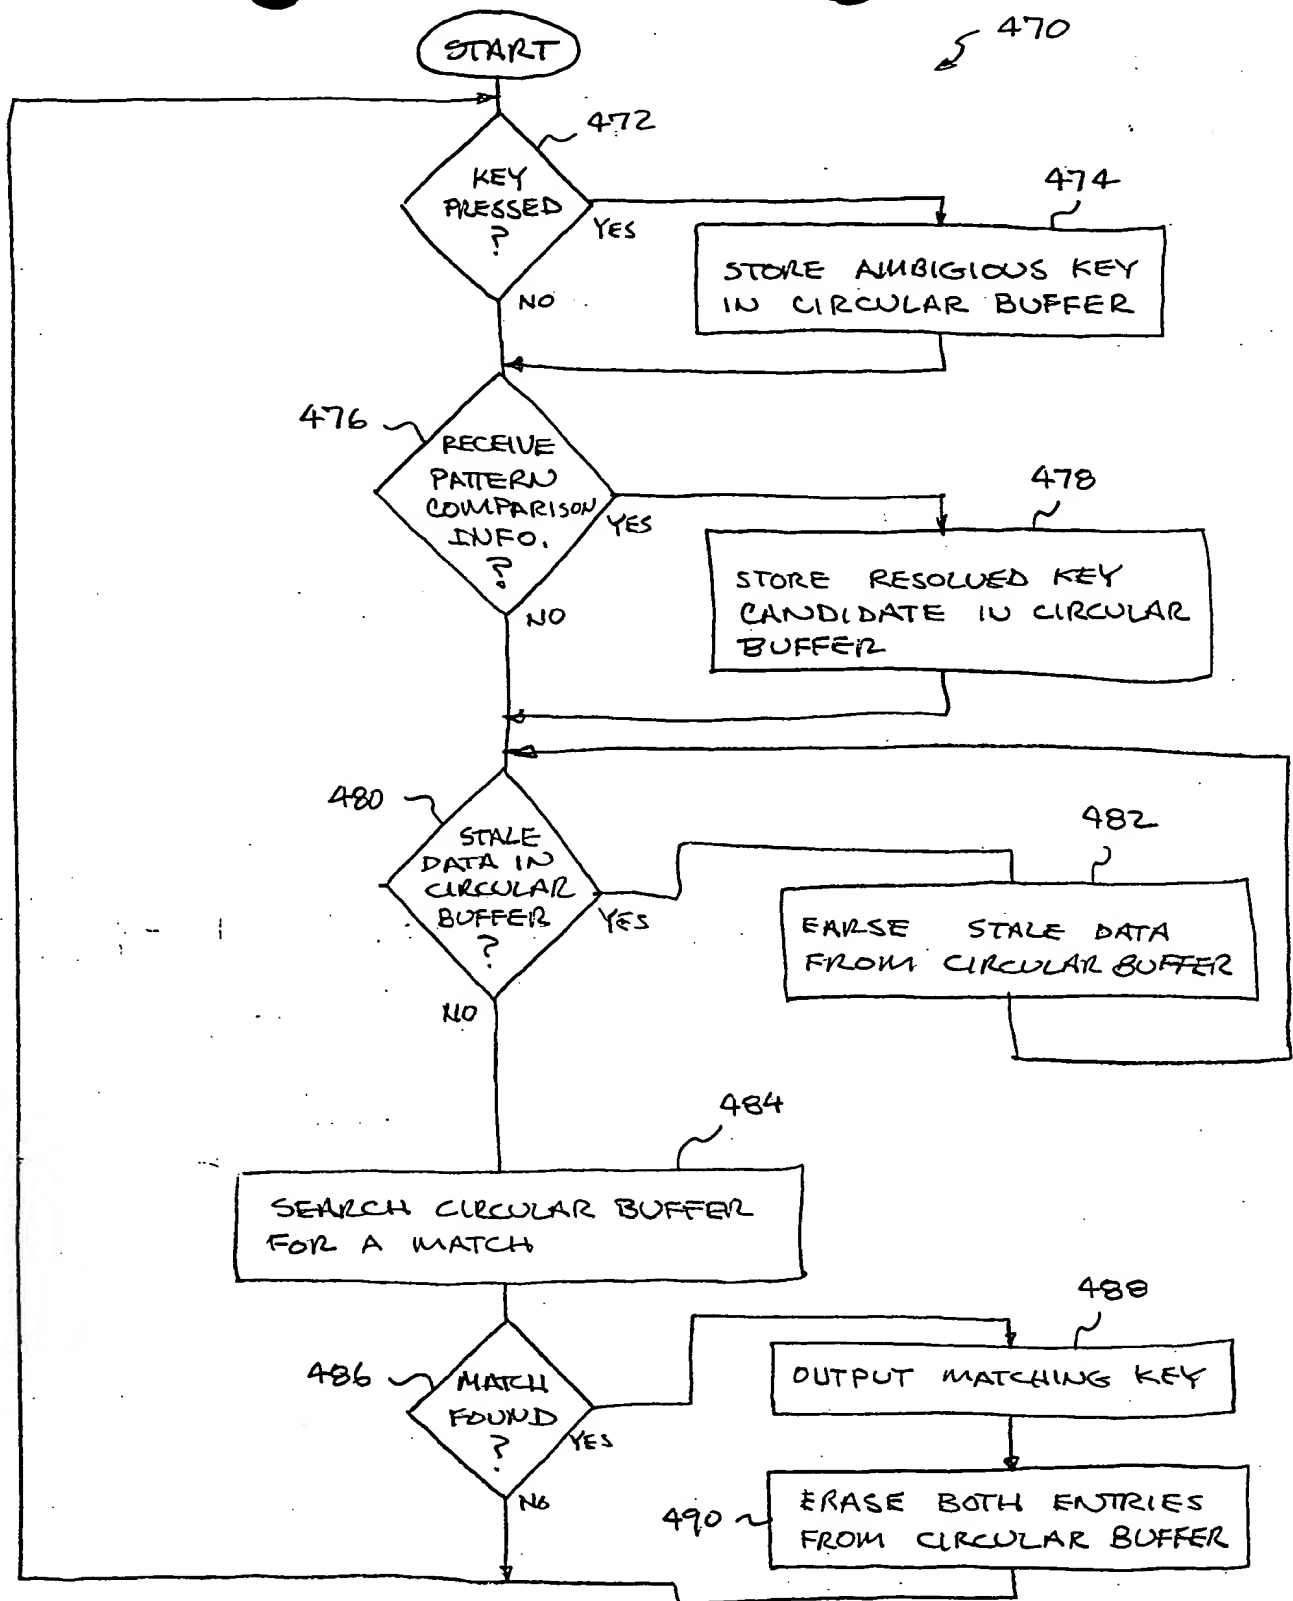 START
470
472
KEY
PRESSED
?
YES
NO
474
STORE AMBIGIOUS KEY
IN CIRCULAR BUFFER
476
RECEIVE
PATTERN
COMPARISON
INFO.
?
YES
NO
478
STORE RESOLVED KEY
CANDIDATE IN CIRCULAR
BUFFER
480
STALE
DATA IN
CIRCULAR
BUFFER
?
YES
NO
482
EARSE STALE DATA
FROM CIRCULAR BUFFER
484
SEARCH CIRCULAR BUFFER
FOR A MATCH
486
MATCH
FOUND
?
YES
NO
488
OUTPUT MATCHING KEY
490
ERASE BOTH ENTRIES
FROM CIRCULAR BUFFER